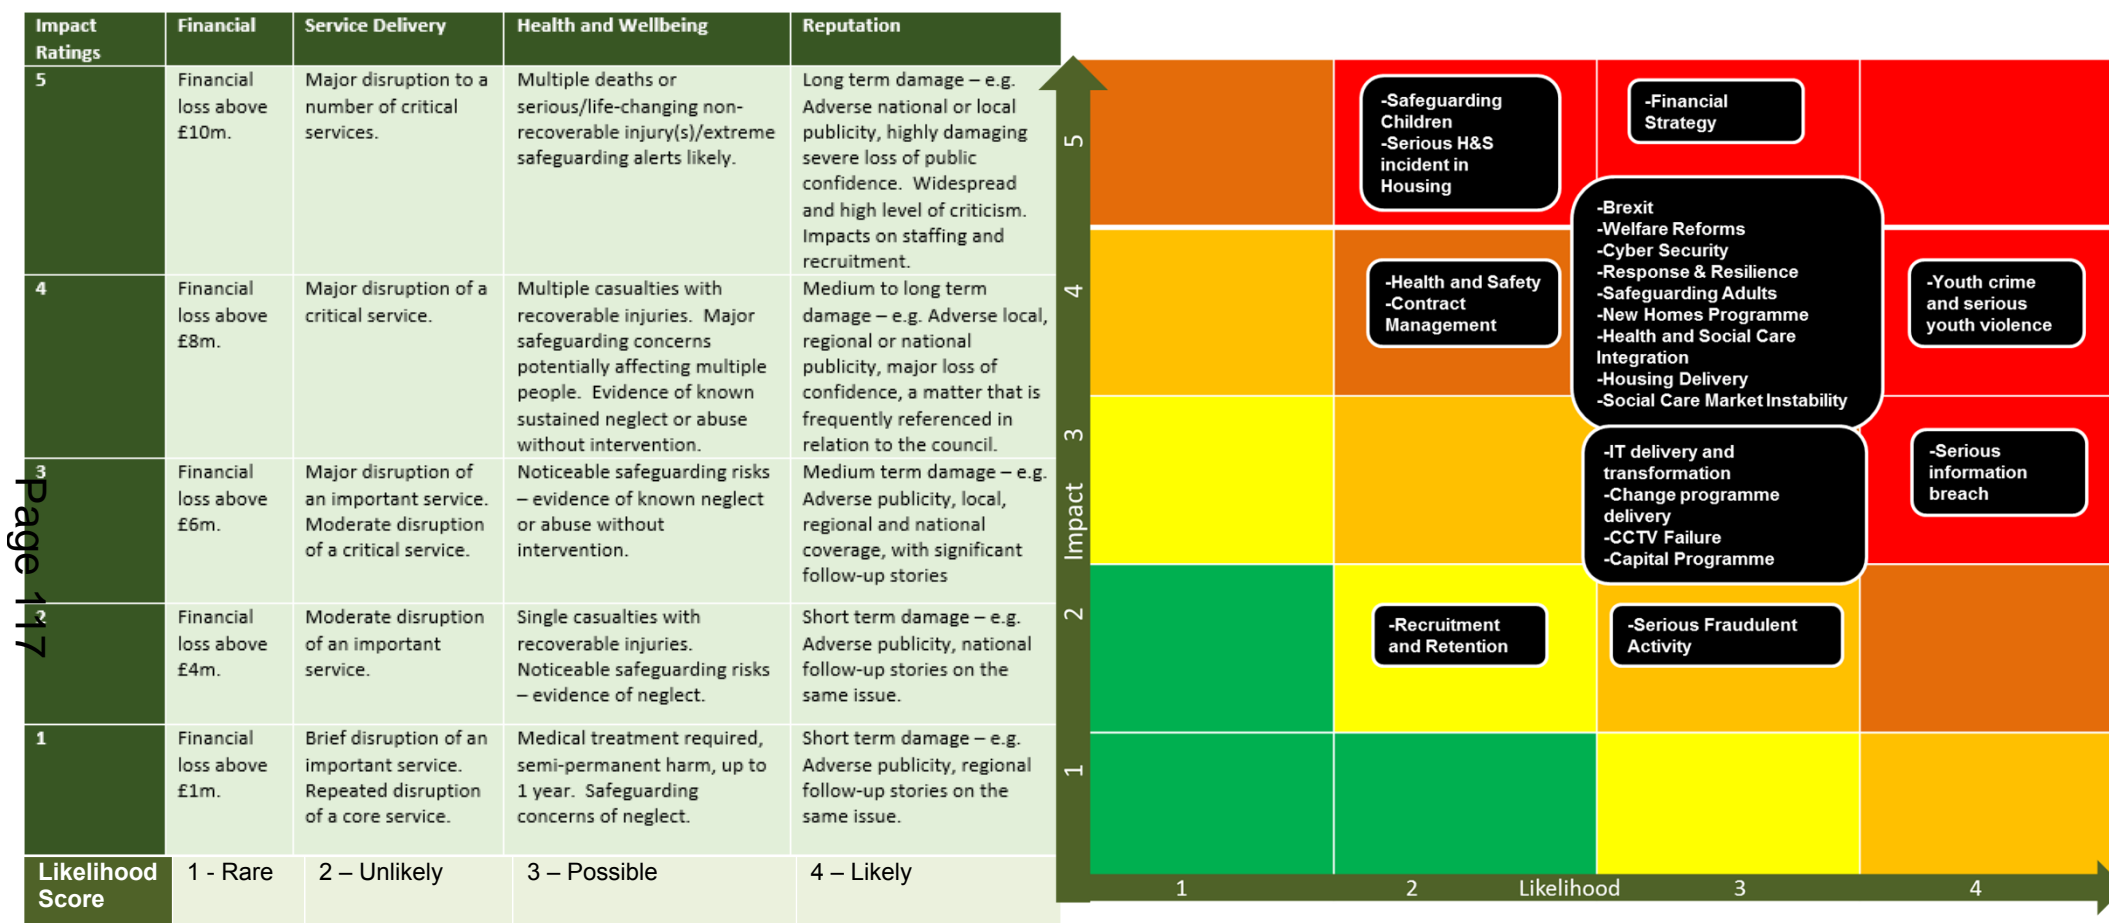 Impact
Ratings
Financial
Service Delivery
Health and Wellbeing
Reputation
5
Financial
loss above
£10m.
Major disruption to a
number of critical
services.
Multiple deaths or
serious/life-changing non-
recoverable injury(s)/extreme
safeguarding alerts likely.
Long term damage – e.g.
Adverse national or local
publicity, highly damaging
severe loss of public
confidence.  Widespread
and high level of criticism.
Impacts on staffing and
recruitment.
4
Financial
loss above
£8m.
Major disruption of a
critical service.
Multiple casualties with
recoverable injuries.  Major
safeguarding concerns
potentially affecting multiple
people.  Evidence of known
sustained neglect or abuse
without intervention.
Medium to long term
damage – e.g. Adverse local,
regional or national
publicity, major loss of
confidence, a matter that is
frequently referenced in
relation to the council.
3
Financial
loss above
£6m.
Major disruption of
an important service.
Moderate disruption
of a critical service.
Noticeable safeguarding risks
– evidence of known neglect
or abuse without
intervention.
Medium term damage – e.g.
Adverse publicity, local,
regional and national
coverage, with significant
follow-up stories
2
Financial
loss above
£4m.
Moderate disruption
of an important
service.
Single casualties with
recoverable injuries.
Noticeable safeguarding risks
– evidence of neglect.
Short term damage – e.g.
Adverse publicity, national
follow-up stories on the
same issue.
1
Financial
loss above
£1m.
Brief disruption of an
important service.
Repeated disruption
of a core service.
Medical treatment required,
semi-permanent harm, up to
1 year.  Safeguarding
concerns of neglect.
Short term damage – e.g.
Adverse publicity, regional
follow-up stories on the
same issue.
Likelihood
Score
1 - Rare
2 – Unlikely
3 – Possible
4 – Likely
Page 117
5
4
3
Impact
2
1
-Safeguarding
Children
-Serious H&S
incident in
Housing
-Financial
Strategy
-Brexit
-Welfare Reforms
-Cyber Security
-Response & Resilience
-Safeguarding Adults
-New Homes Programme
-Health and Social Care
Integration
-Housing Delivery
-Social Care Market Instability
-Health and Safety
-Contract
Management
-Youth crime
and serious
youth violence
-IT delivery and
transformation
-Change programme
delivery
-CCTV Failure
-Capital Programme
-Serious
information
breach
-Recruitment
and Retention
-Serious Fraudulent
Activity
1
2
Likelihood
3
4